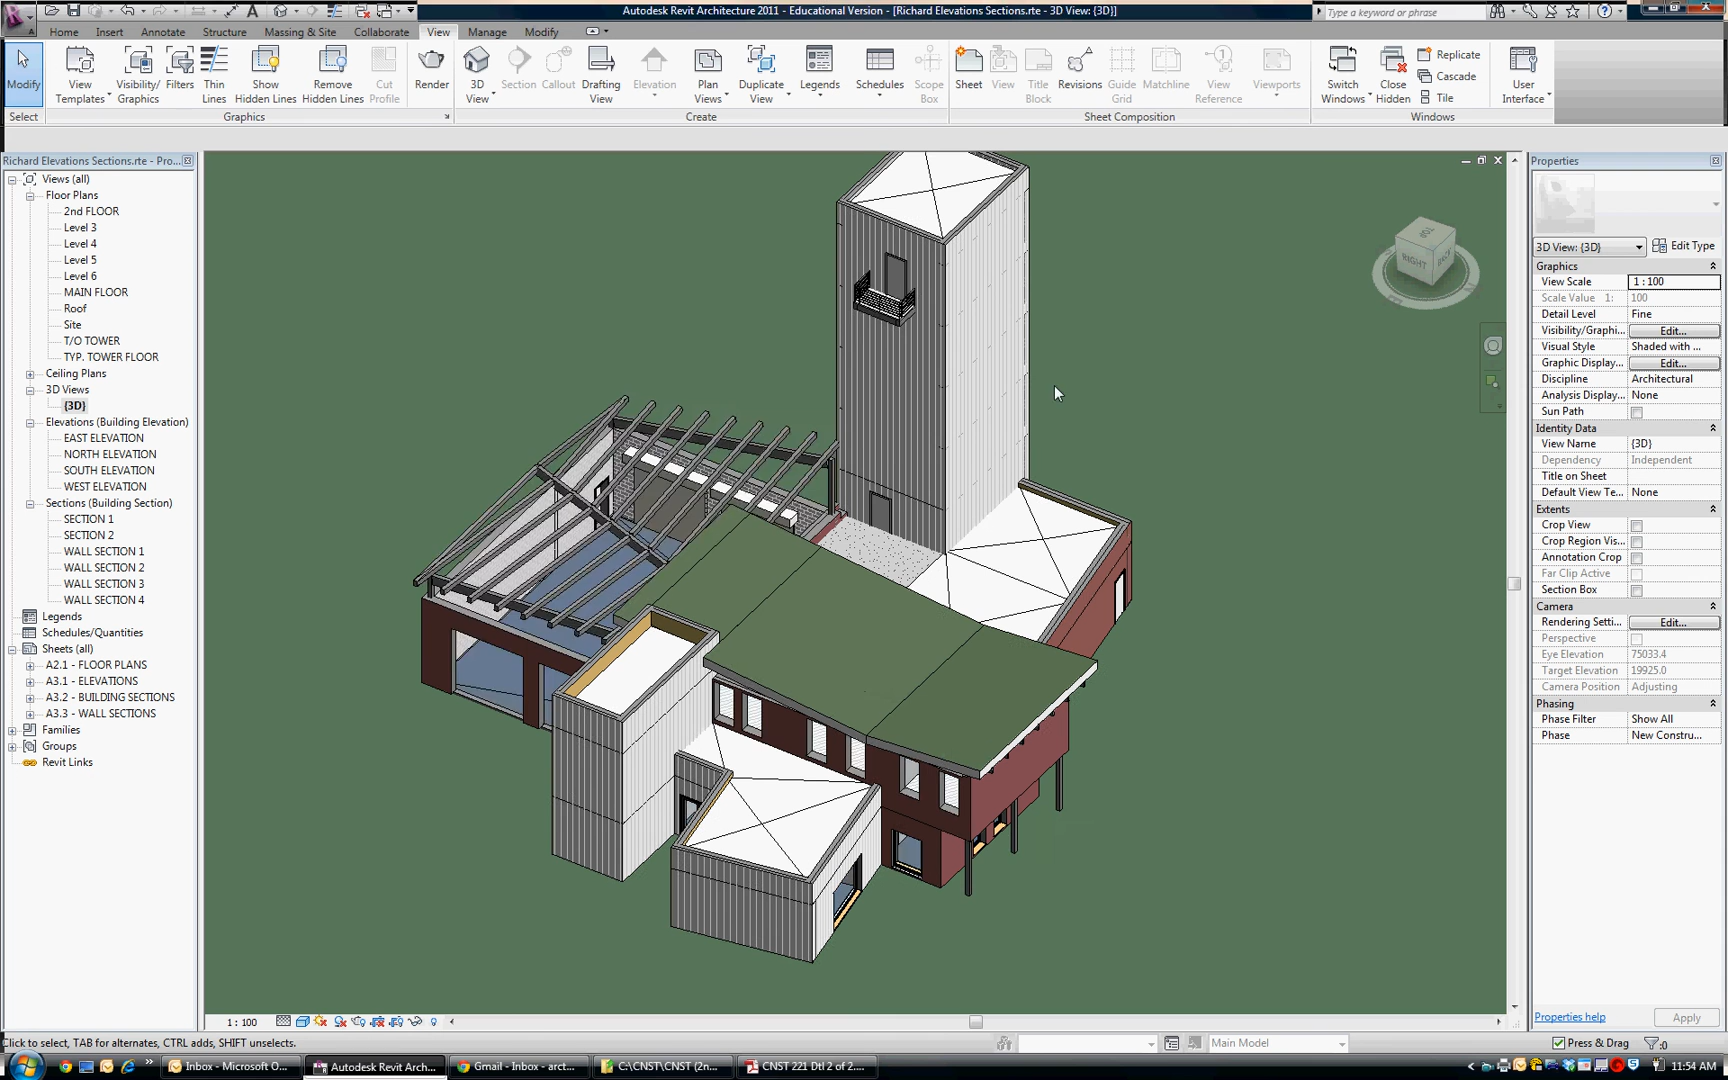 Autodesk Revit Architecture 2011 - Educational Version - [Richard Elevations Sections.rte - 3D View: {3D}]
Type a keyword or phrase
Home Insert Annotate Structure Massing & Site Collaborate View Manage Modify
Modify
View Templates
Visibility/ Graphics
Filters
Thin Lines
Show Hidden Lines
Remove Hidden Lines
Cut Profile
Render
3D View
Section
Callout
Drafting View
Elevation
Plan Views
Duplicate View
Legends
Schedules
Scope Box
Sheet
View
Title Block
Revisions
Guide Grid
Matchline
View Reference
Viewports
Switch Windows
Close Hidden
Replicate
Cascade
Tile
User Interface
Select Graphics Create Sheet Composition Windows
Richard Elevations Sections.rte - Pro...
Views (all)
Floor Plans
2nd FLOOR
Level 3
Level 4
Level 5
Level 6
MAIN FLOOR
Roof
Site
T/O TOWER
TYP. TOWER FLOOR
Ceiling Plans
3D Views
{3D}
Elevations (Building Elevation)
EAST ELEVATION
NORTH ELEVATION
SOUTH ELEVATION
WEST ELEVATION
Sections (Building Section)
SECTION 1
SECTION 2
WALL SECTION 1
WALL SECTION 2
WALL SECTION 3
WALL SECTION 4
Legends
Schedules/Quantities
Sheets (all)
A2.1 - FLOOR PLANS
A3.1 - ELEVATIONS
A3.2 - BUILDING SECTIONS
A3.3 - WALL SECTIONS
Families
Groups
Revit Links
TOP
RIGHT
Properties
3D View: {3D} Edit Type
Graphics
View Scale 1 : 100
Scale Value 1: 100
Detail Level Fine
Visibility/Graphi... Edit...
Visual Style Shaded with ...
Graphic Display... Edit...
Discipline Architectural
Analysis Display... None
Sun Path
Identity Data
View Name {3D}
Dependency Independent
Title on Sheet
Default View Te... None
Extents
Crop View
Crop Region Vis...
Annotation Crop
Far Clip Active
Section Box
Camera
Rendering Setti... Edit...
Perspective
Eye Elevation 75033.4
Target Elevation 19925.0
Camera Position Adjusting
Phasing
Phase Filter Show All
Phase New Constru...
Properties help Apply
1 : 100
Click to select, TAB for alternates, CTRL adds, SHIFT unselects.
Main Model
Press & Drag
:0
Inbox - Microsoft O...
Autodesk Revit Arch...
Gmail - Inbox - arct...
C:\CNST\CNST (2n...
CNST 221 Dtl 2 of 2....
11:54 AM